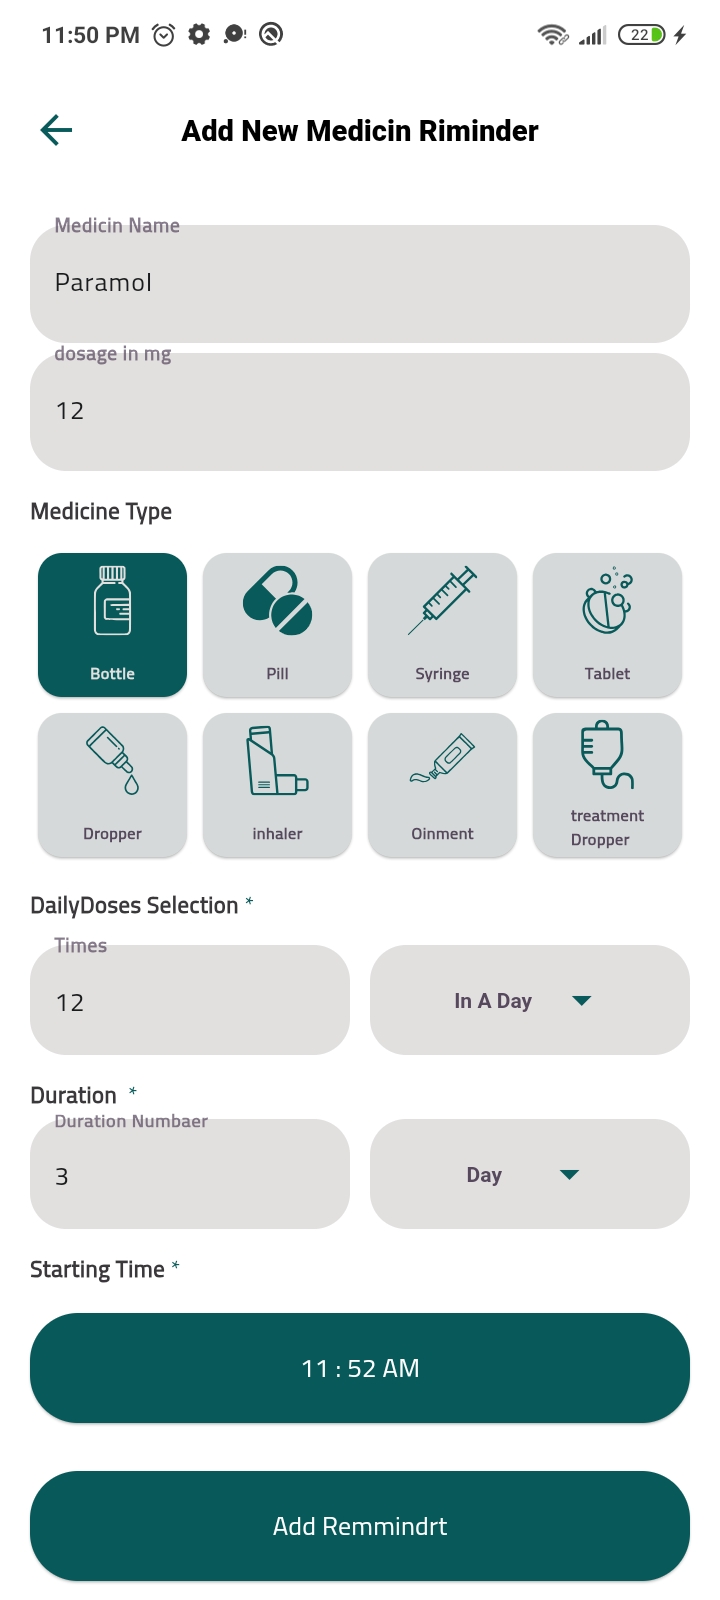 11:50 PM 22
Add New Medicin Riminder
Medicin Name
Paramol
dosage in mg
12
Medicine Type
Bottle Pill Syringe Tablet
Dropper inhaler Oinment treatment
Dropper
DailyDoses Selection *
Times
12 In A Day
Duration *
Duration Numbaer
3 Day
Starting Time *
11 : 52 AM
Add Remmindrt